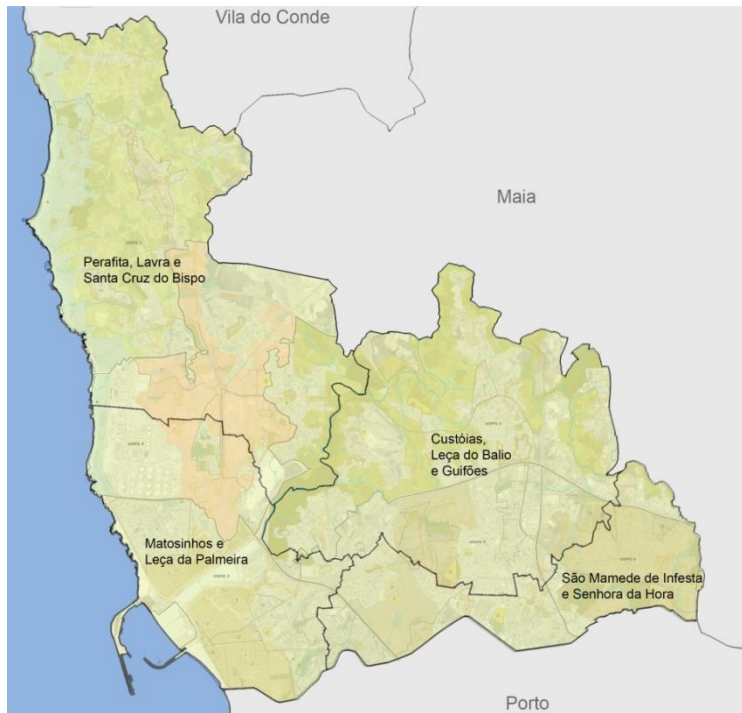 Vila do Conde
Maia
Perafita, Lavra e
Santa Cruz do Bispo
Custóias,
Leça do Balio
e Guifões
Matosinhos e
Leça da Palmeira
São Mamede de Infesta
e Senhora da Hora
Porto